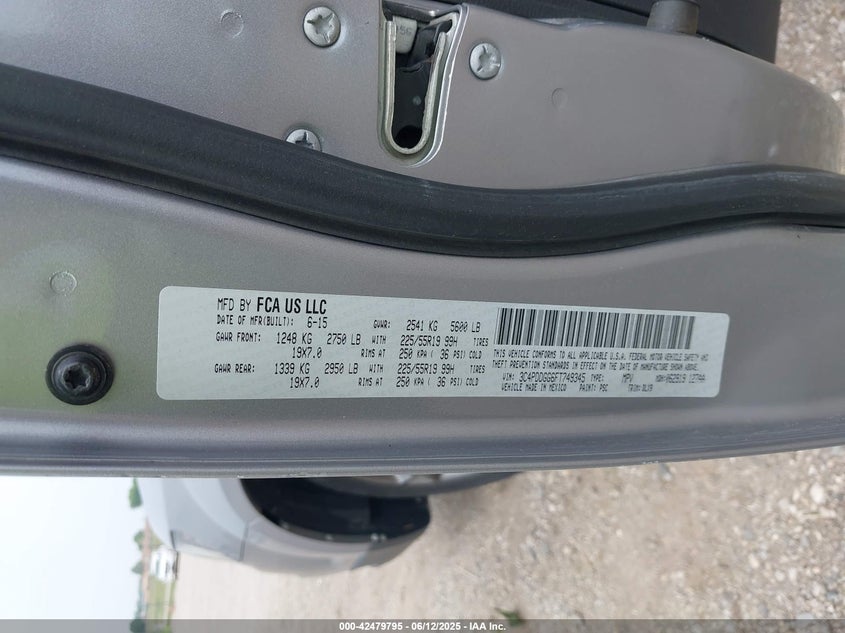 MFD BY FCA US LLC
DATE OF MFR(BUILT): 6-15 GVWR: 2541 KG 5600 LB
GAWR FRONT: 1248 KG 2750 LB WITH 225/55R19 99H TIRES
19X7.0 RIMS AT 250 KPA ( 36 PSI) COLD
GAWR REAR: 1339 KG 2950 LB WITH 225/55R19 99H TIRES
19X7.0 RIMS AT 250 KPA ( 36 PSI) COLD
THIS VEHICLE CONFORMS TO ALL APPLICABLE U.S.A. FEDERAL MOTOR VEHICLE SAFETY AND
THEFT PREVENTION STANDARDS IN EFFECT ON THE DATE OF MANUFACTURE SHOWN ABOVE.
VIN: 3C4PDDGG5FT749345 TYPE: MPV MDH:062819
VEHICLE MADE IN MEXICO PAINT: PSC TRIM: DLX9
000-42479795 - 06/12/2025 - IAA Inc.